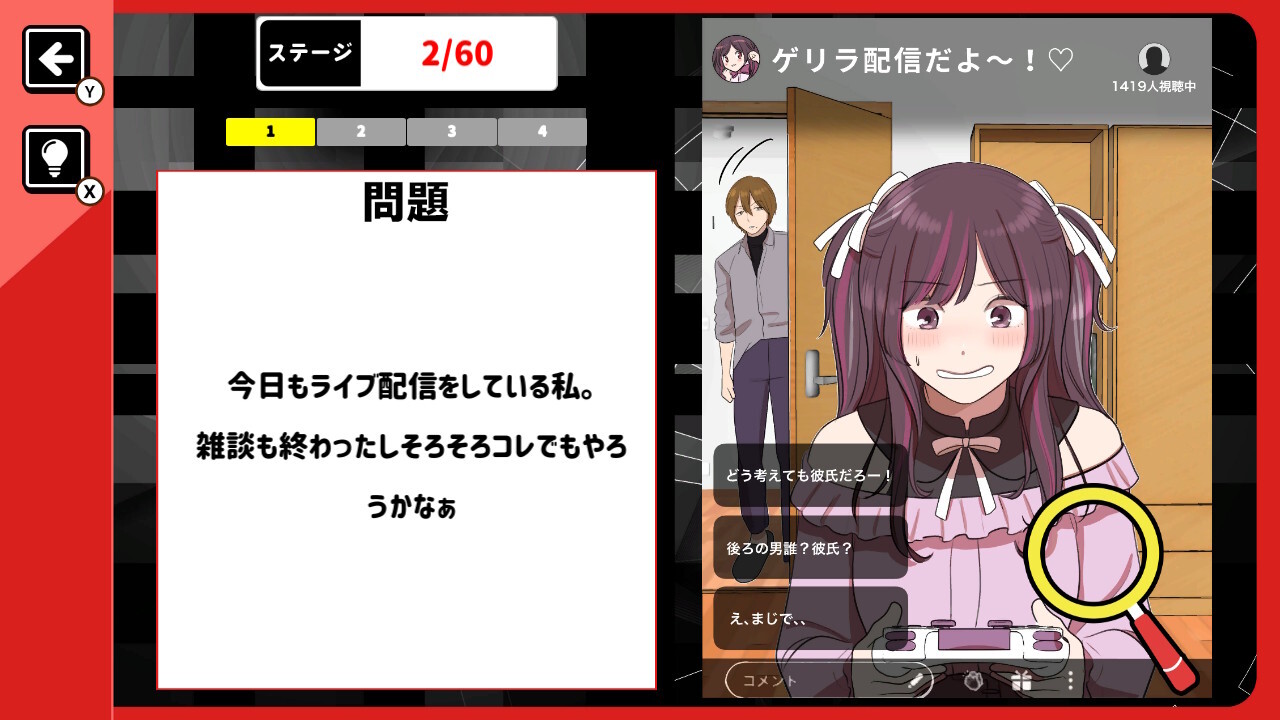 Y
X
ステージ
2/60
1
2
3
4
問題
今日もライブ配信をしている私。
雑談も終わったしそろそろコレでもやろ
うかなぁ
ゲリラ配信だよ〜！♡
1419人視聴中
どう考えても彼氏だろー！
後ろの男誰？彼氏？
え、まじで、、
コメント